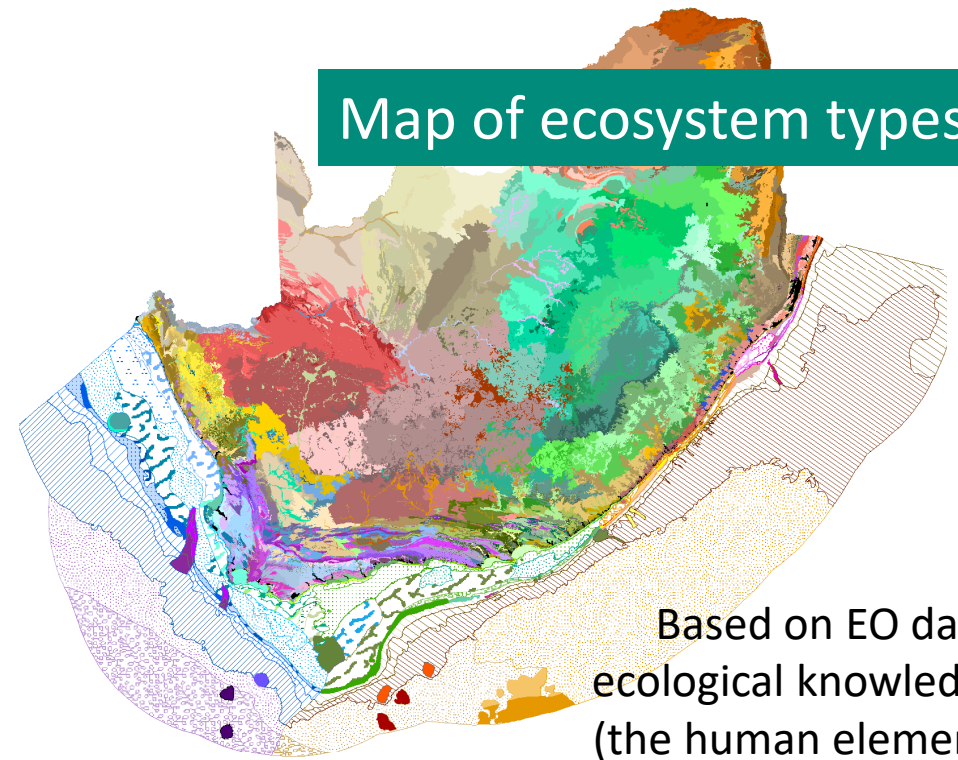 Map of ecosystem types
Based on EO da
ecological knowled
(the human elemen